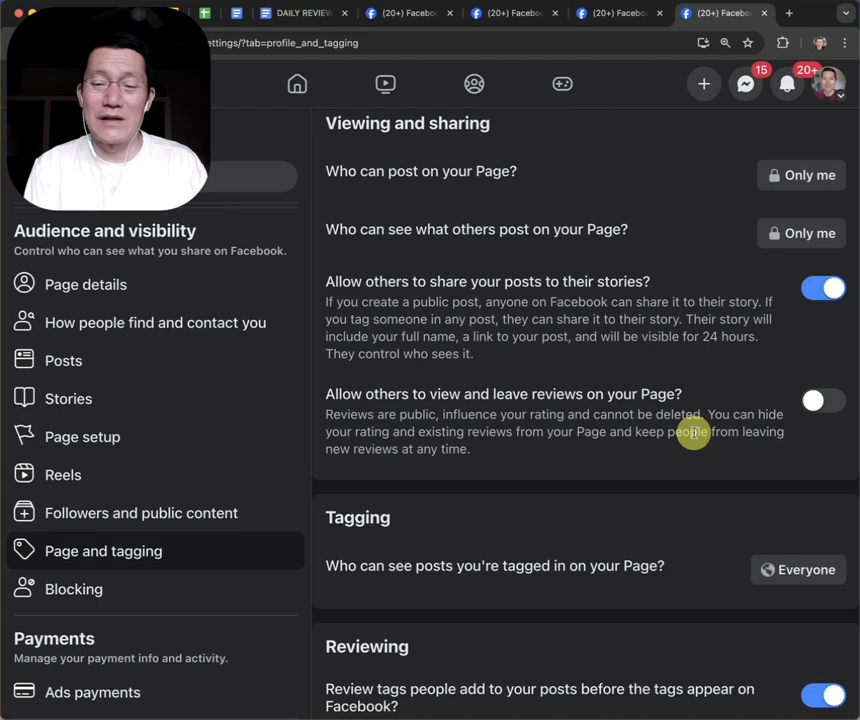 DAILY REVIEW
(20+) Facebo
(20+) Facebo
(20+) Facebo
(20+) Facebo
ettings/?tab=profile_and_tagging
15
20+
Viewing and sharing
Who can post on your Page?
Only me
Who can see what others post on your Page?
Only me
Allow others to share your posts to their stories?
If you create a public post, anyone on Facebook can share it to their story. If
you tag someone in any post, they can share it to their story. Their story will
include your full name, a link to your post, and will be visible for 24 hours.
They control who sees it.
Allow others to view and leave reviews on your Page?
Reviews are public, influence your rating and cannot be deleted. You can hide
your rating and existing reviews from your Page and keep people from leaving
new reviews at any time.
Tagging
Who can see posts you're tagged in on your Page?
Everyone
Reviewing
Review tags people add to your posts before the tags appear on
Facebook?
Audience and visibility
Control who can see what you share on Facebook.
Page details
How people find and contact you
Posts
Stories
Page setup
Reels
Followers and public content
Page and tagging
Blocking
Payments
Manage your payment info and activity.
Ads payments